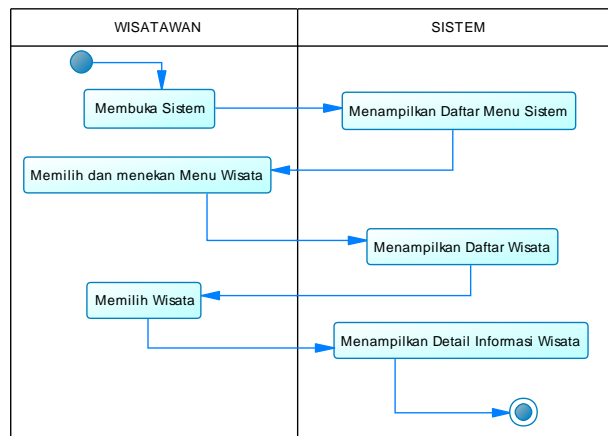 WISATAWAN
SISTEM
Membuka Sistem
Menampilkan Daftar Menu Sistem
Memilih dan menekan Menu Wisata
Menampilkan Daftar Wisata
Memilih Wisata
Menampilkan Detail Informasi Wisata